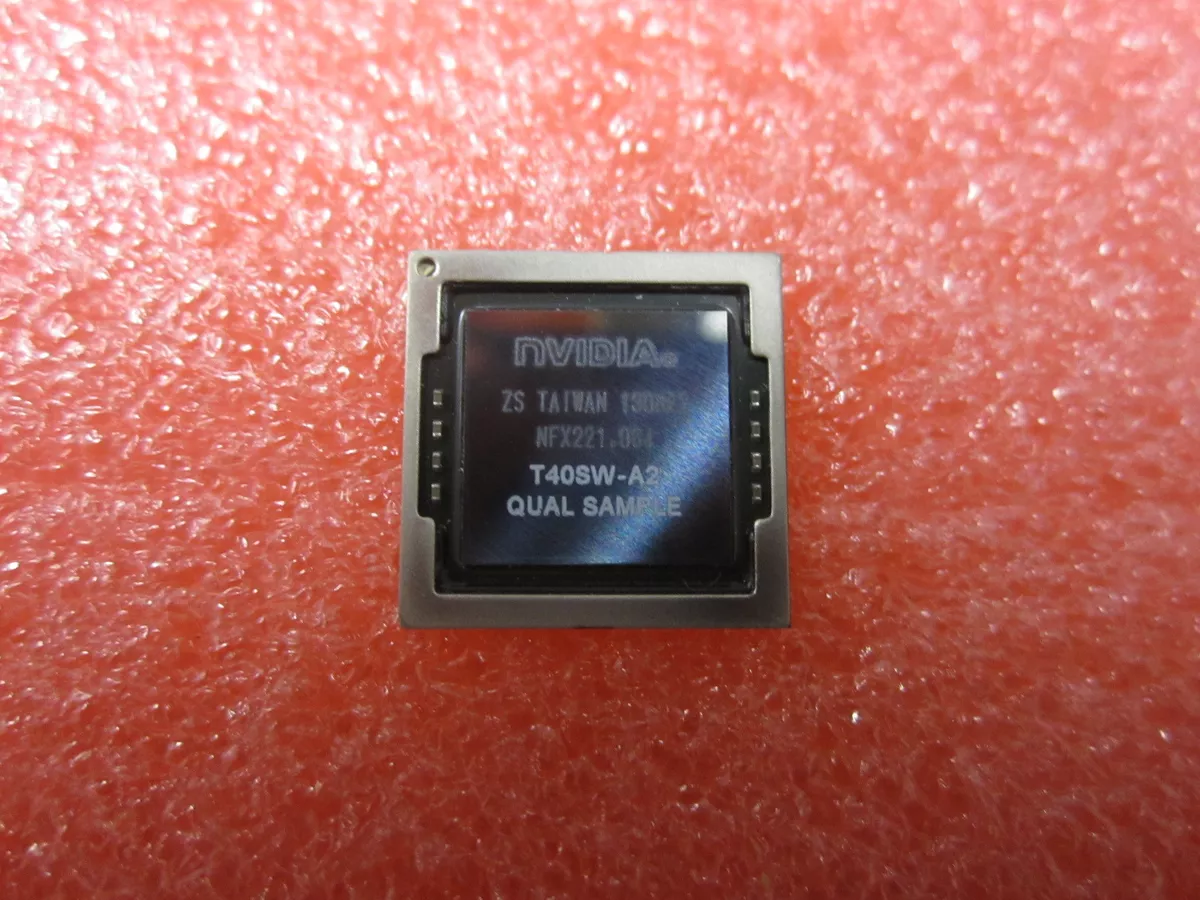 nVIDIA®
ZS TAIWAN
T40SW-A2
QUAL SAMPLE